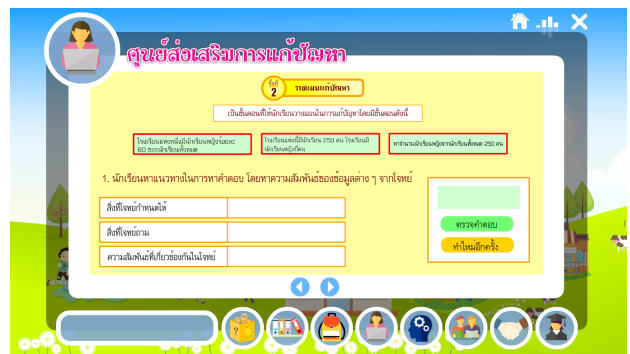 ศูนย์ส่งเสริมการแก้ปัญหา
ขั้นที่
2
วางแผนแก้ปัญหา
เป็นขั้นตอนที่ให้นักเรียนวางแผนในการแก้ปัญหาโดยมีขั้นตอนดังนี้
โรงเรียนแห่งหนึ่งมีนักเรียนหญิงร้อยละ
60 ของนักเรียนทั้งหมด
โรงเรียนแห่งนี้มีนักเรียน 250 คน โรงเรียนมี
นักเรียนหญิงกี่คน
หาจำนวนนักเรียนหญิงจากนักเรียนทั้งหมด 250 คน
1. นักเรียนหาแนวทางในการหาคำตอบ โดยหาความสัมพันธ์ของข้อมูลต่าง ๆ จากโจทย์
สิ่งที่โจทย์กำหนดให้
สิ่งที่โจทย์ถาม
ความสัมพันธ์ที่เกี่ยวข้องกันในโจทย์
ตรวจคำตอบ
ทำใหม่อีกครั้ง